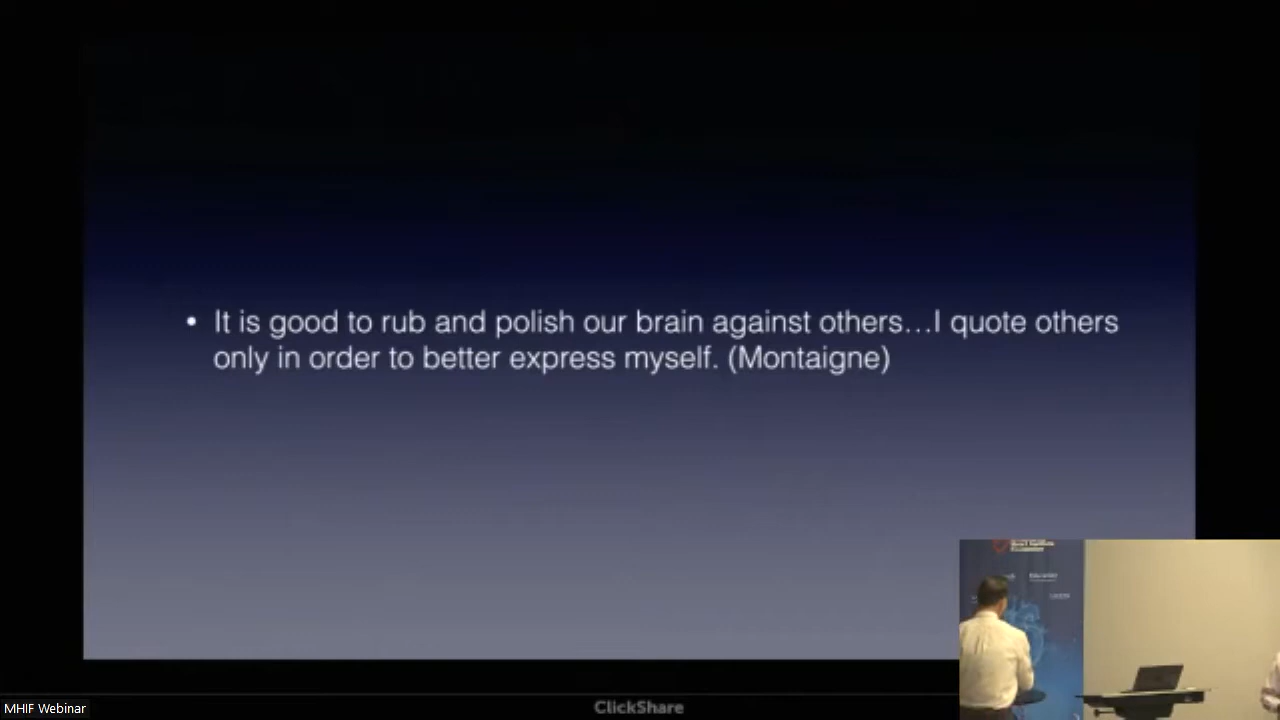 • It is good to rub and polish our brain against others…I quote others
only in order to better express myself. (Montaigne)
MHIF Webinar
ClickShare